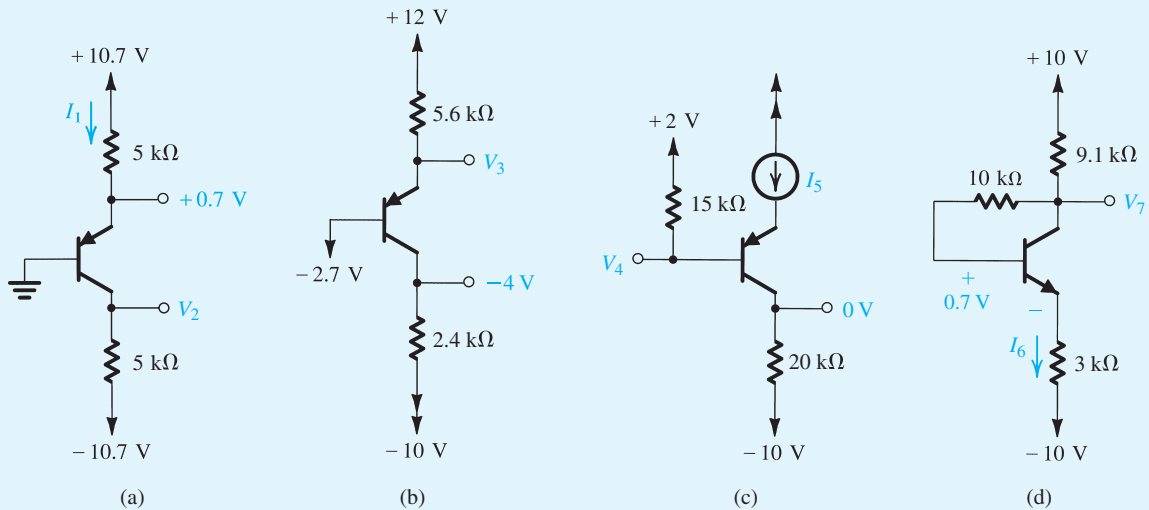 +10.7 V
I1
5 kΩ
+0.7 V
V2
5 kΩ
−10.7 V
(a)
+12 V
5.6 kΩ
V3
−2.7 V
−4 V
2.4 kΩ
−10 V
(b)
+2 V
15 kΩ
I5
V4
0 V
20 kΩ
−10 V
(c)
+10 V
9.1 kΩ
10 kΩ
V7
+
0.7 V
−
I6
3 kΩ
−10 V
(d)